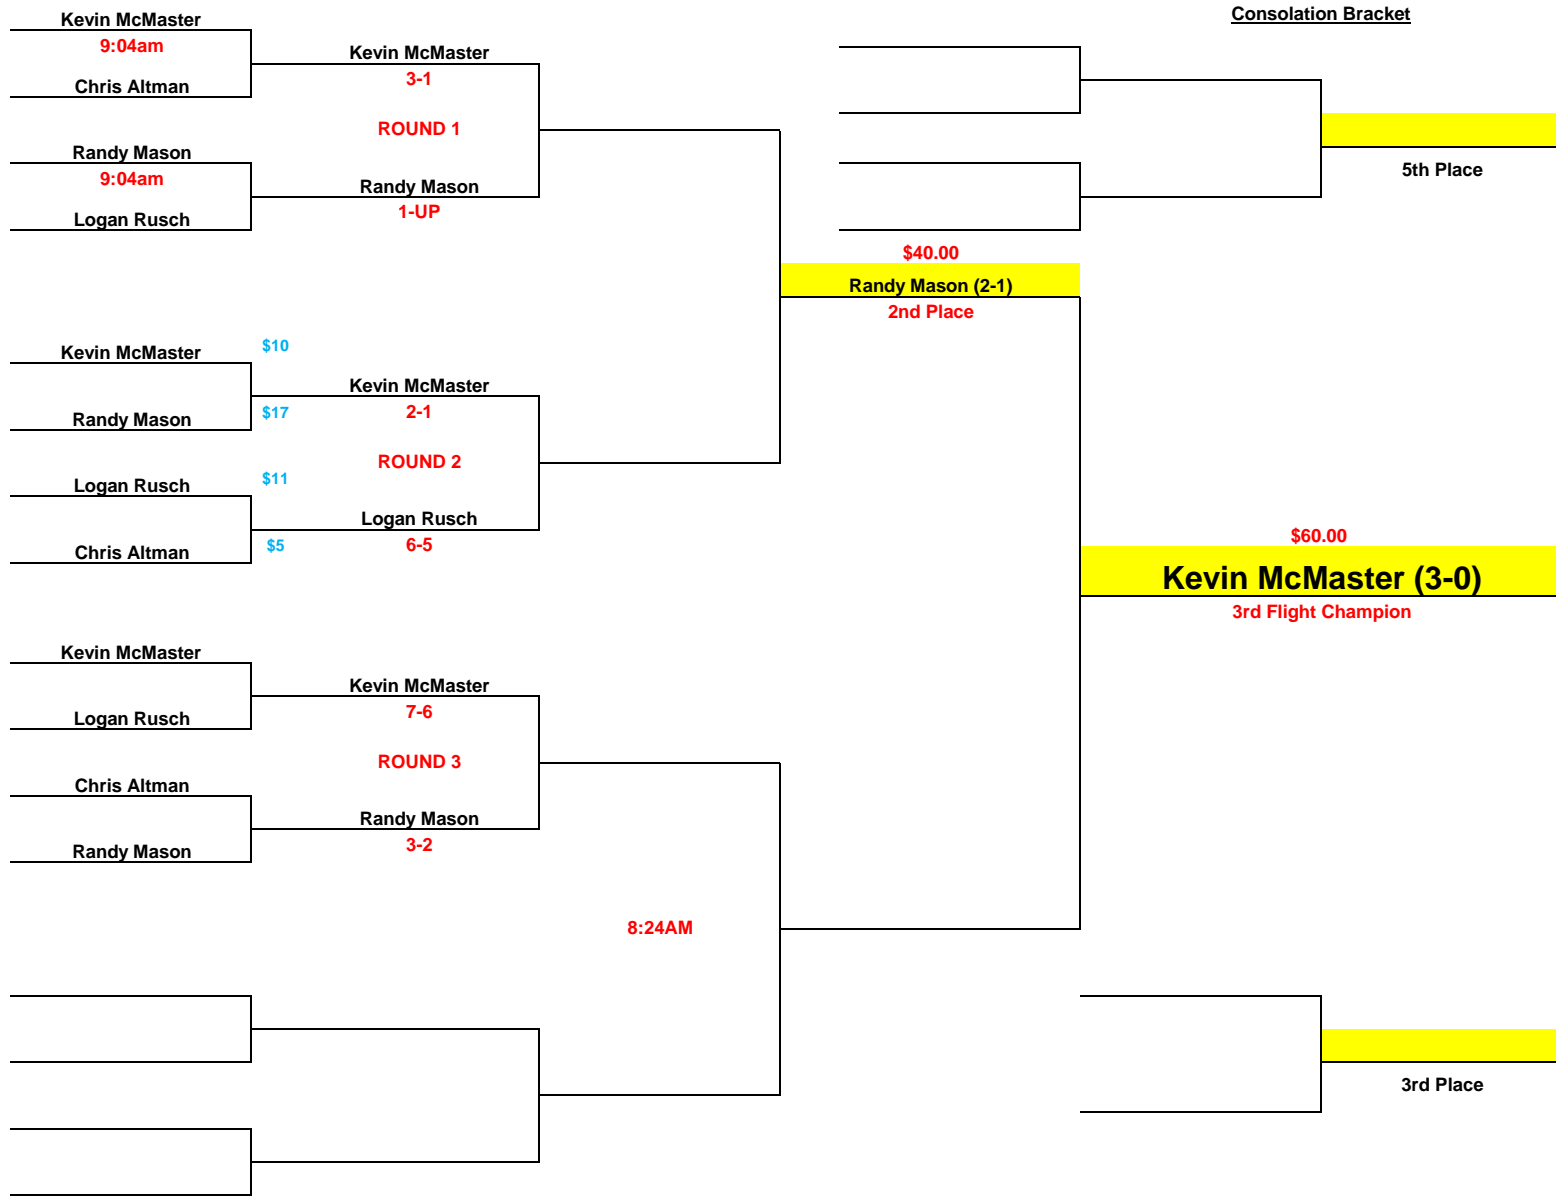 Consolation Bracket
Kevin McMaster
9:04am
Kevin McMaster
3-1
Chris Altman
ROUND 1
Randy Mason
9:04am
5th Place
Randy Mason
1-UP
Logan Rusch
$40.00
Randy Mason (2-1)
2nd Place
Kevin McMaster
$10
Kevin McMaster
2-1
$17
Randy Mason
ROUND 2
Logan Rusch
$11
Logan Rusch
6-5
Chris Altman
$5
$60.00
Kevin McMaster (3-0)
3rd Flight Champion
Kevin McMaster
Kevin McMaster
7-6
Logan Rusch
ROUND 3
Chris Altman
Randy Mason
3-2
Randy Mason
8:24AM
3rd Place